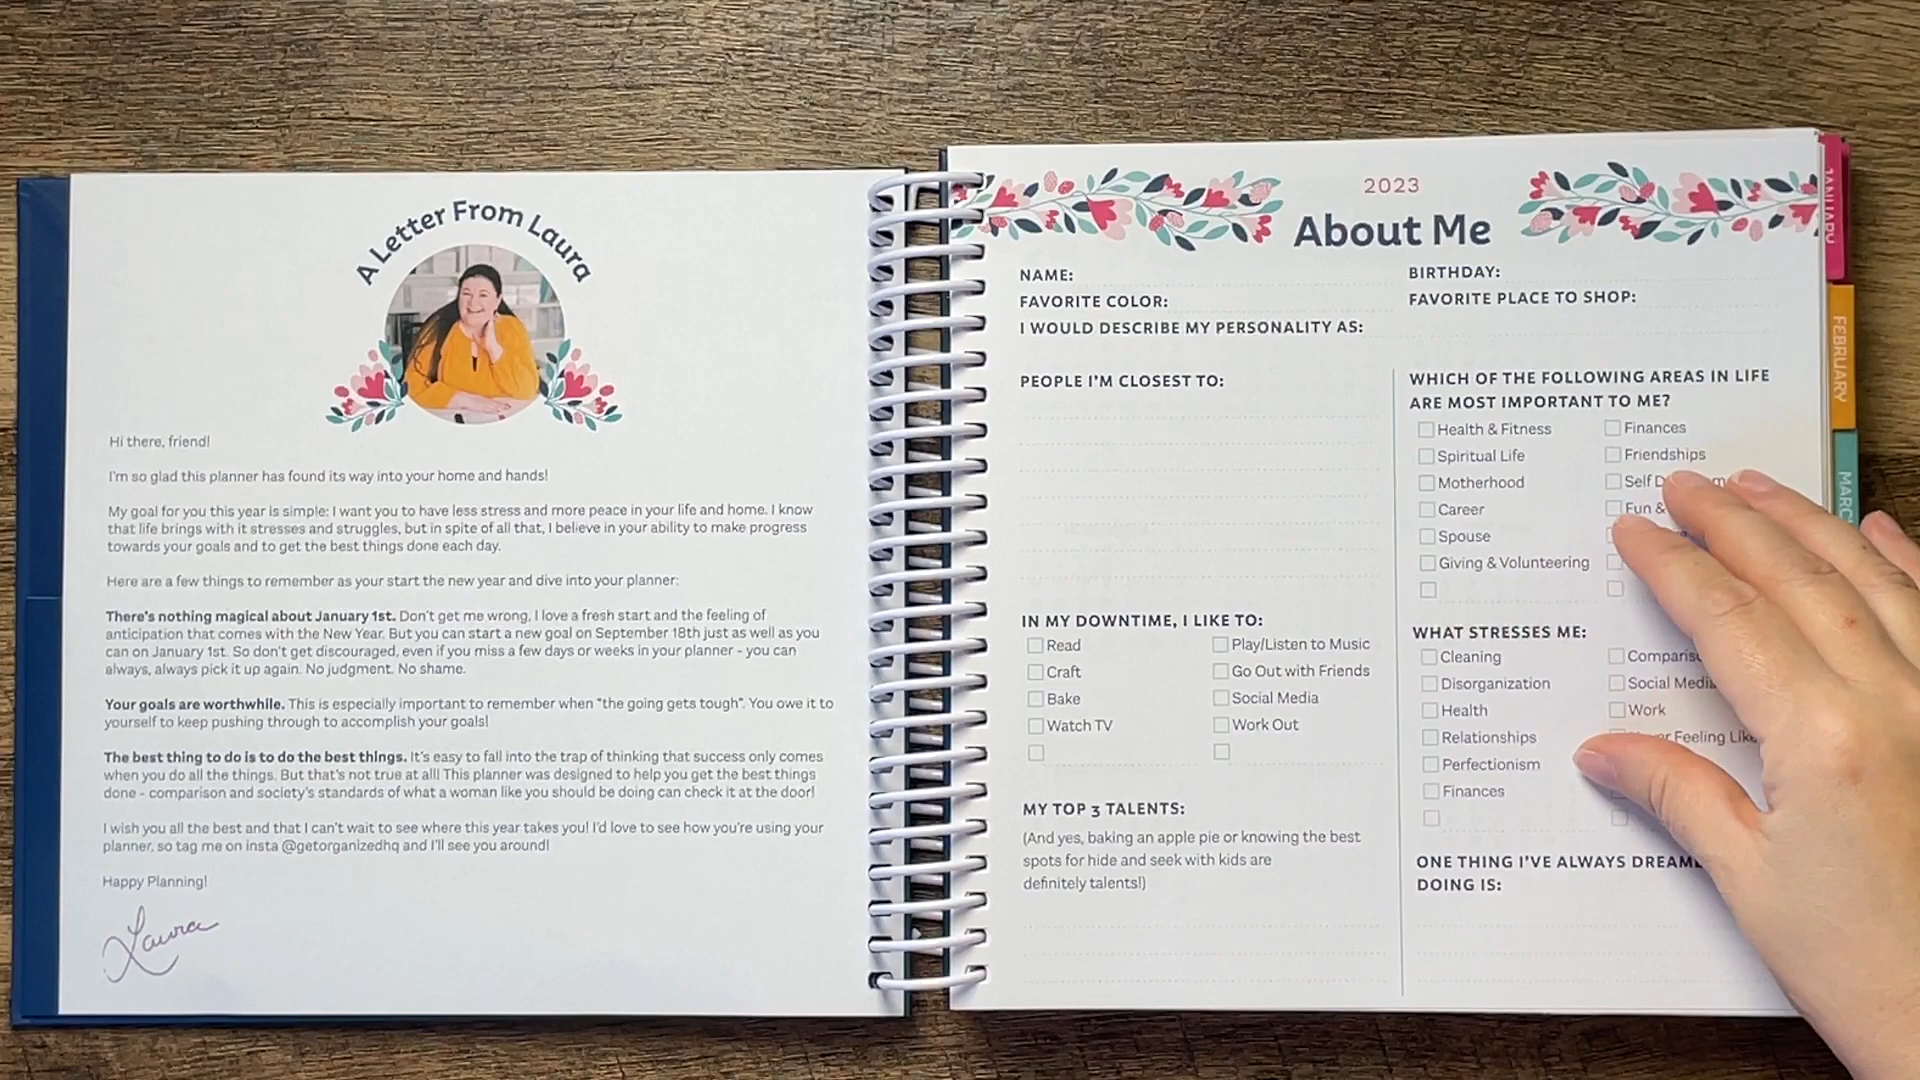 A Letter From Laura
Hi there, friend!
I'm so glad this planner has found its way into your home and hands!
My goal for you this year is simple: I want you to have less stress and more peace in your life and home. I know
that life brings with it stresses and struggles, but in spite of all that, I believe in your ability to make progress
towards your goals and to get the best things done each day.
Here are a few things to remember as your start the new year and dive into your planner:
There's nothing magical about January 1st. Don't get me wrong, I love a fresh start and the feeling of
anticipation that comes with the New Year. But you can start a new goal on September 18th just as well as you
can on January 1st. So don't get discouraged, even if you miss a few days or weeks in your planner - you can
always, always pick it up again. No judgment. No shame.
Your goals are worthwhile. This is especially important to remember when "the going gets tough". You owe it to
yourself to keep pushing through to accomplish your goals!
The best thing to do is to do the best things. It's easy to fall into the trap of thinking that success only comes
when you do all the things. But that's not true at all! This planner was designed to help you get the best things
done - comparison and society's standards of what a woman like you should be doing can check it at the door!
I wish you all the best and that I can't wait to see where this year takes you! I'd love to see how you're using your
planner, so tag me on insta @getorganizedhq and I'll see you around!
Happy Planning!
Laura
2023
About Me
NAME:
BIRTHDAY:
FAVORITE COLOR:
FAVORITE PLACE TO SHOP:
I WOULD DESCRIBE MY PERSONALITY AS:
PEOPLE I'M CLOSEST TO:
IN MY DOWNTIME, I LIKE TO:
Read
Play/Listen to Music
Craft
Go Out with Friends
Bake
Social Media
Watch TV
Work Out
MY TOP 3 TALENTS:
(And yes, baking an apple pie or knowing the best
spots for hide and seek with kids are
definitely talents!)
WHICH OF THE FOLLOWING AREAS IN LIFE
ARE MOST IMPORTANT TO ME?
Health & Fitness
Finances
Spiritual Life
Friendships
Motherhood
Self
Career
Fun &
Spouse
Giving & Volunteering
WHAT STRESSES ME:
Cleaning
Disorganization
Social Media
Health
Work
Relationships
Feeling Like
Perfectionism
Finances
ONE THING I'VE ALWAYS
DOING IS:
JANUARY
FEBRUARY